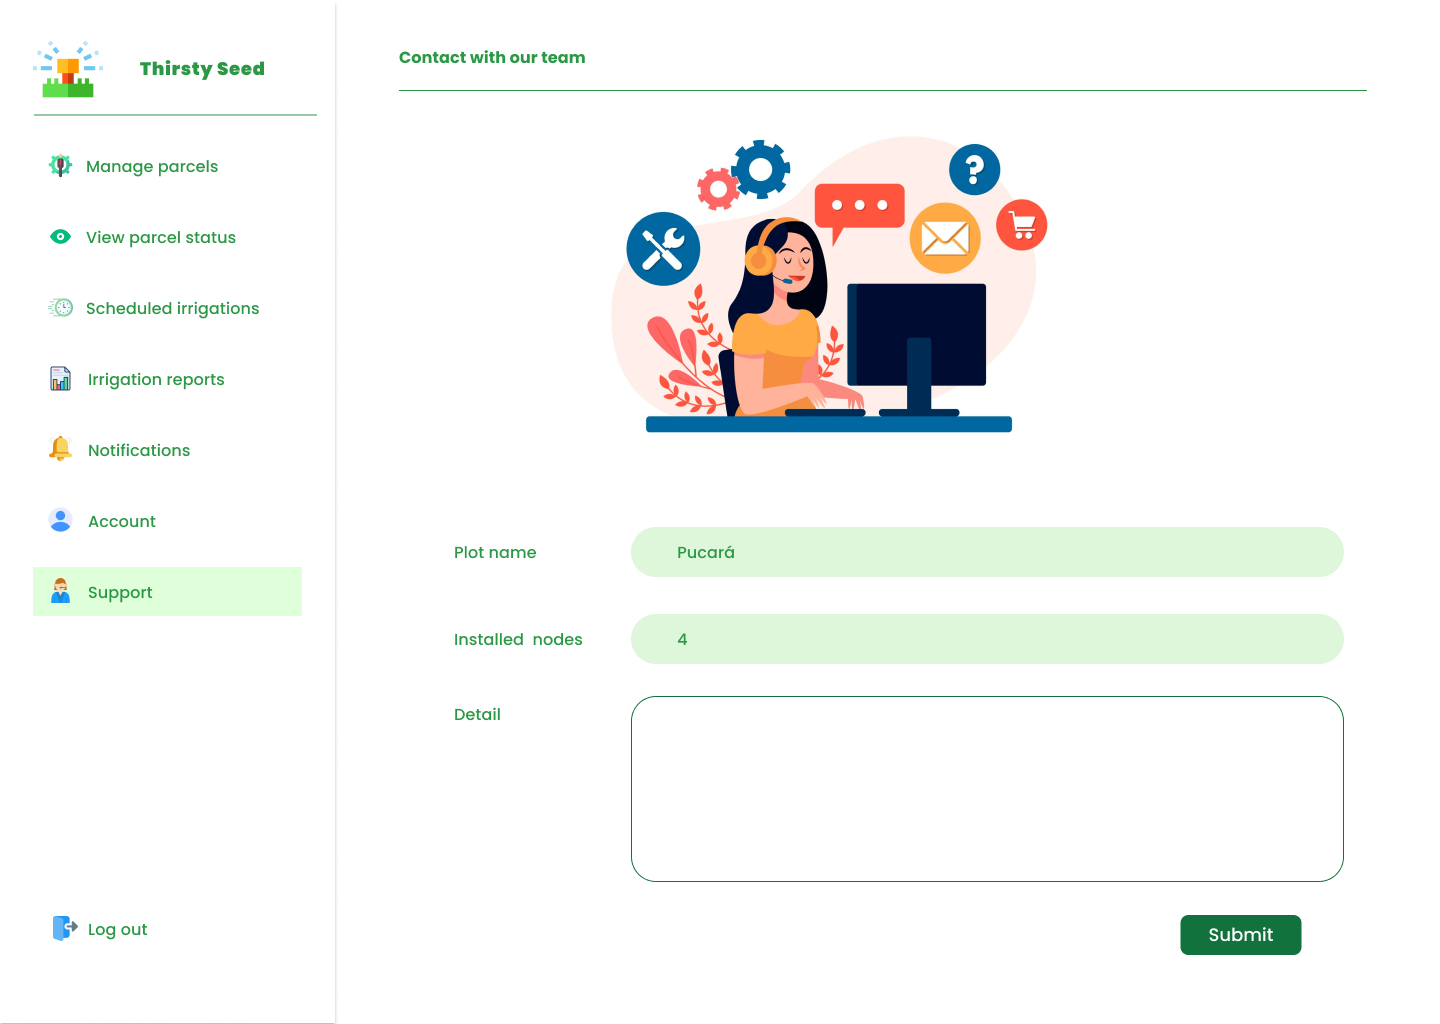 Thirsty Seed
Manage parcels
View parcel status
Scheduled irrigations
Irrigation reports
Notifications
Account
Support
Log out
Contact with our team
?
Plot name
Pucará
Installed nodes
4
Detail
Submit